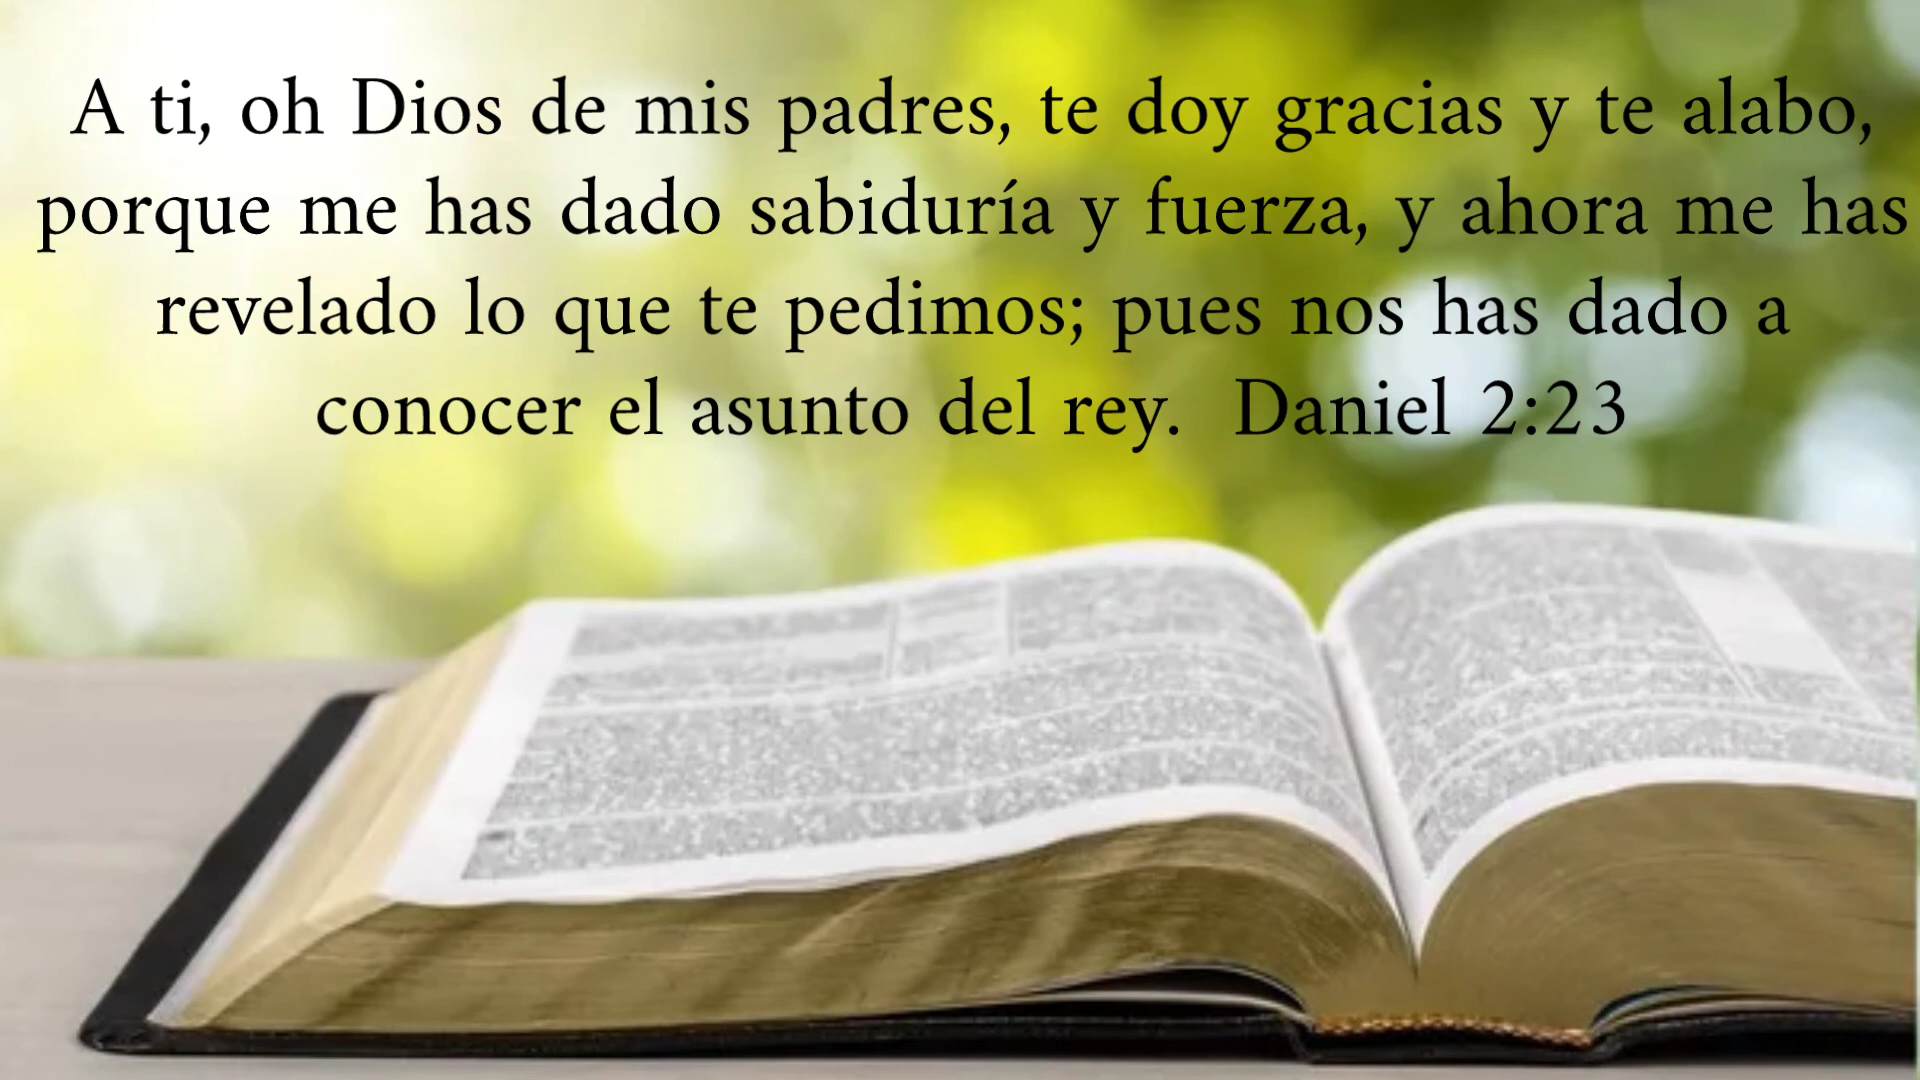 A ti, oh Dios de mis padres, te doy gracias y te alabo,
porque me has dado sabiduría y fuerza, y ahora me has
revelado lo que te pedimos; pues nos has dado a
conocer el asunto del rey.  Daniel 2:23